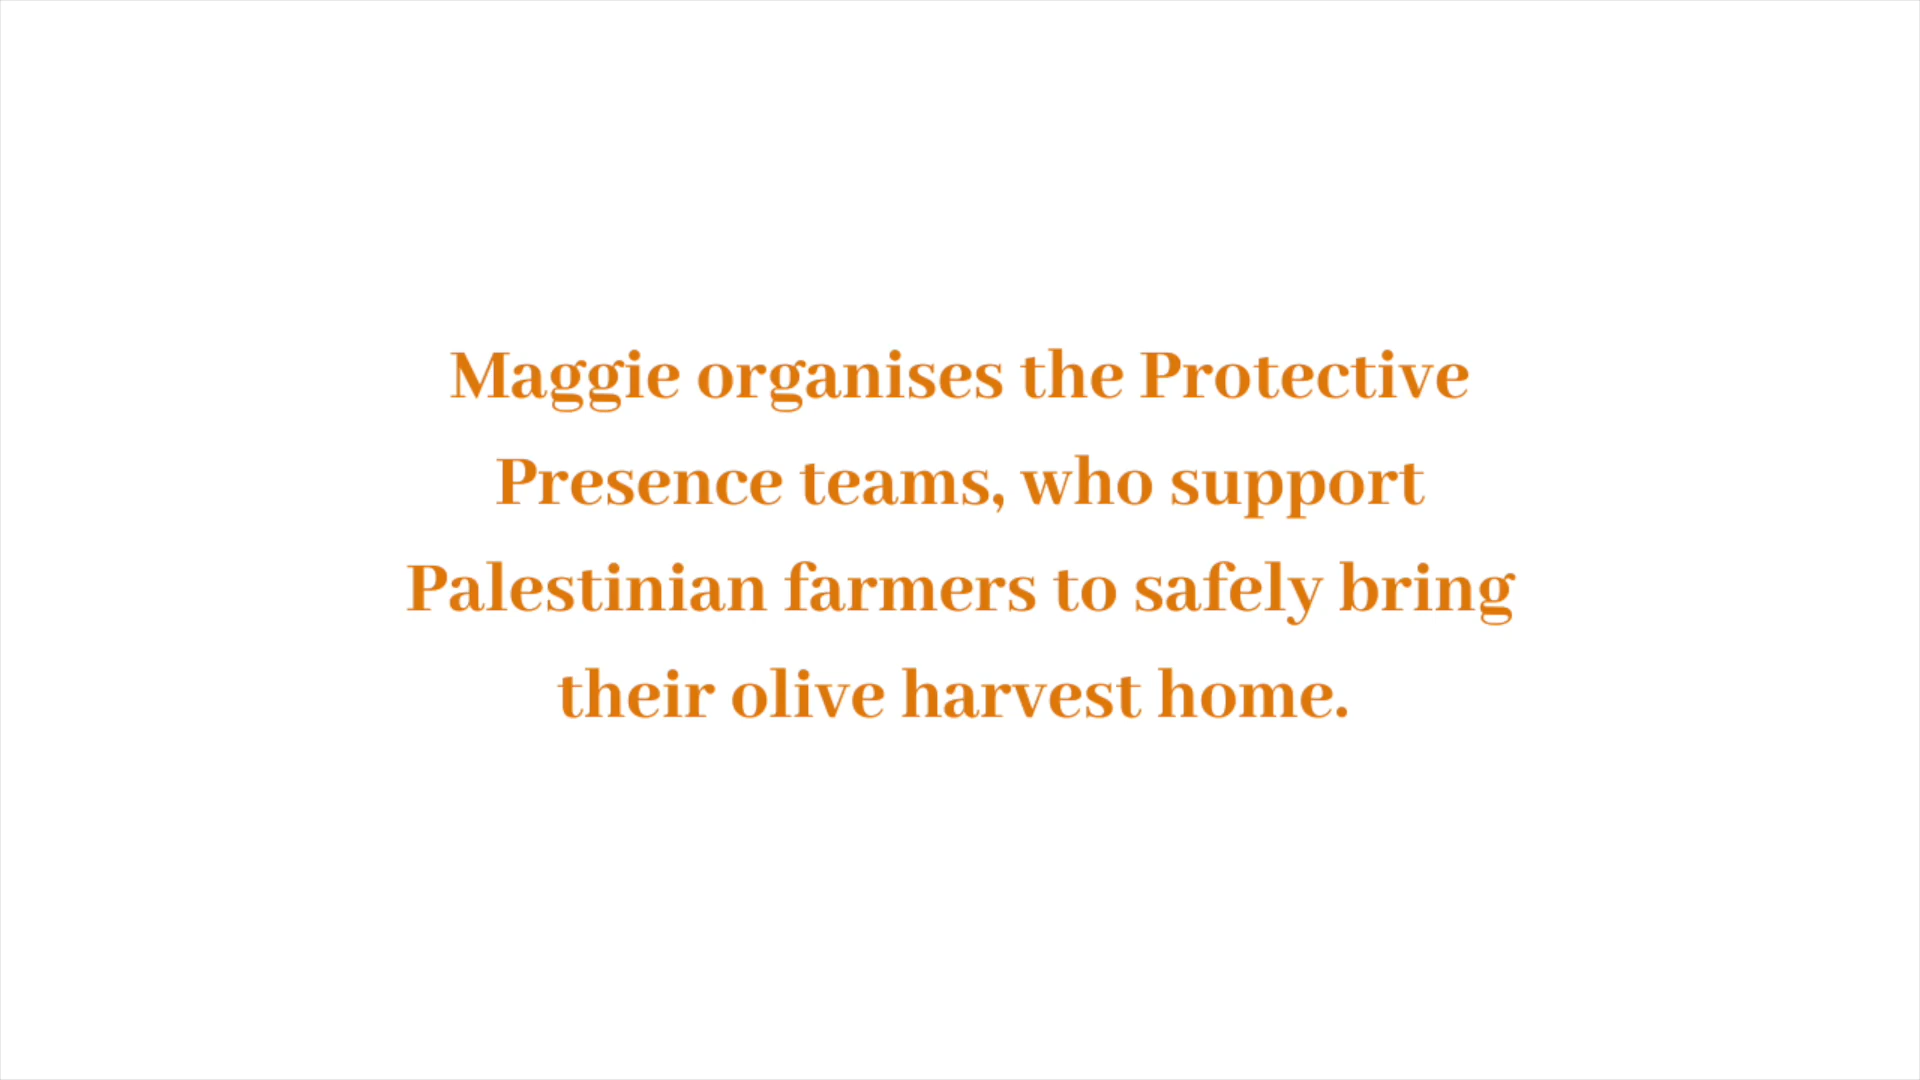 Maggie organises the Protective
Presence teams, who support
Palestinian farmers to safely bring
their olive harvest home.